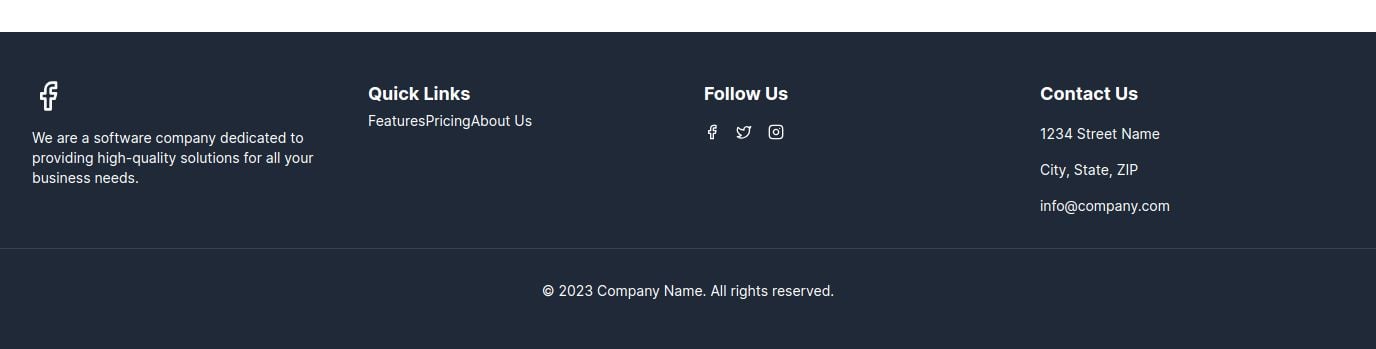 We are a software company dedicated to
providing high-quality solutions for all your
business needs.
Quick Links
FeaturesPricingAbout Us
Follow Us
Contact Us
1234 Street Name
City, State, ZIP
info@company.com
© 2023 Company Name. All rights reserved.